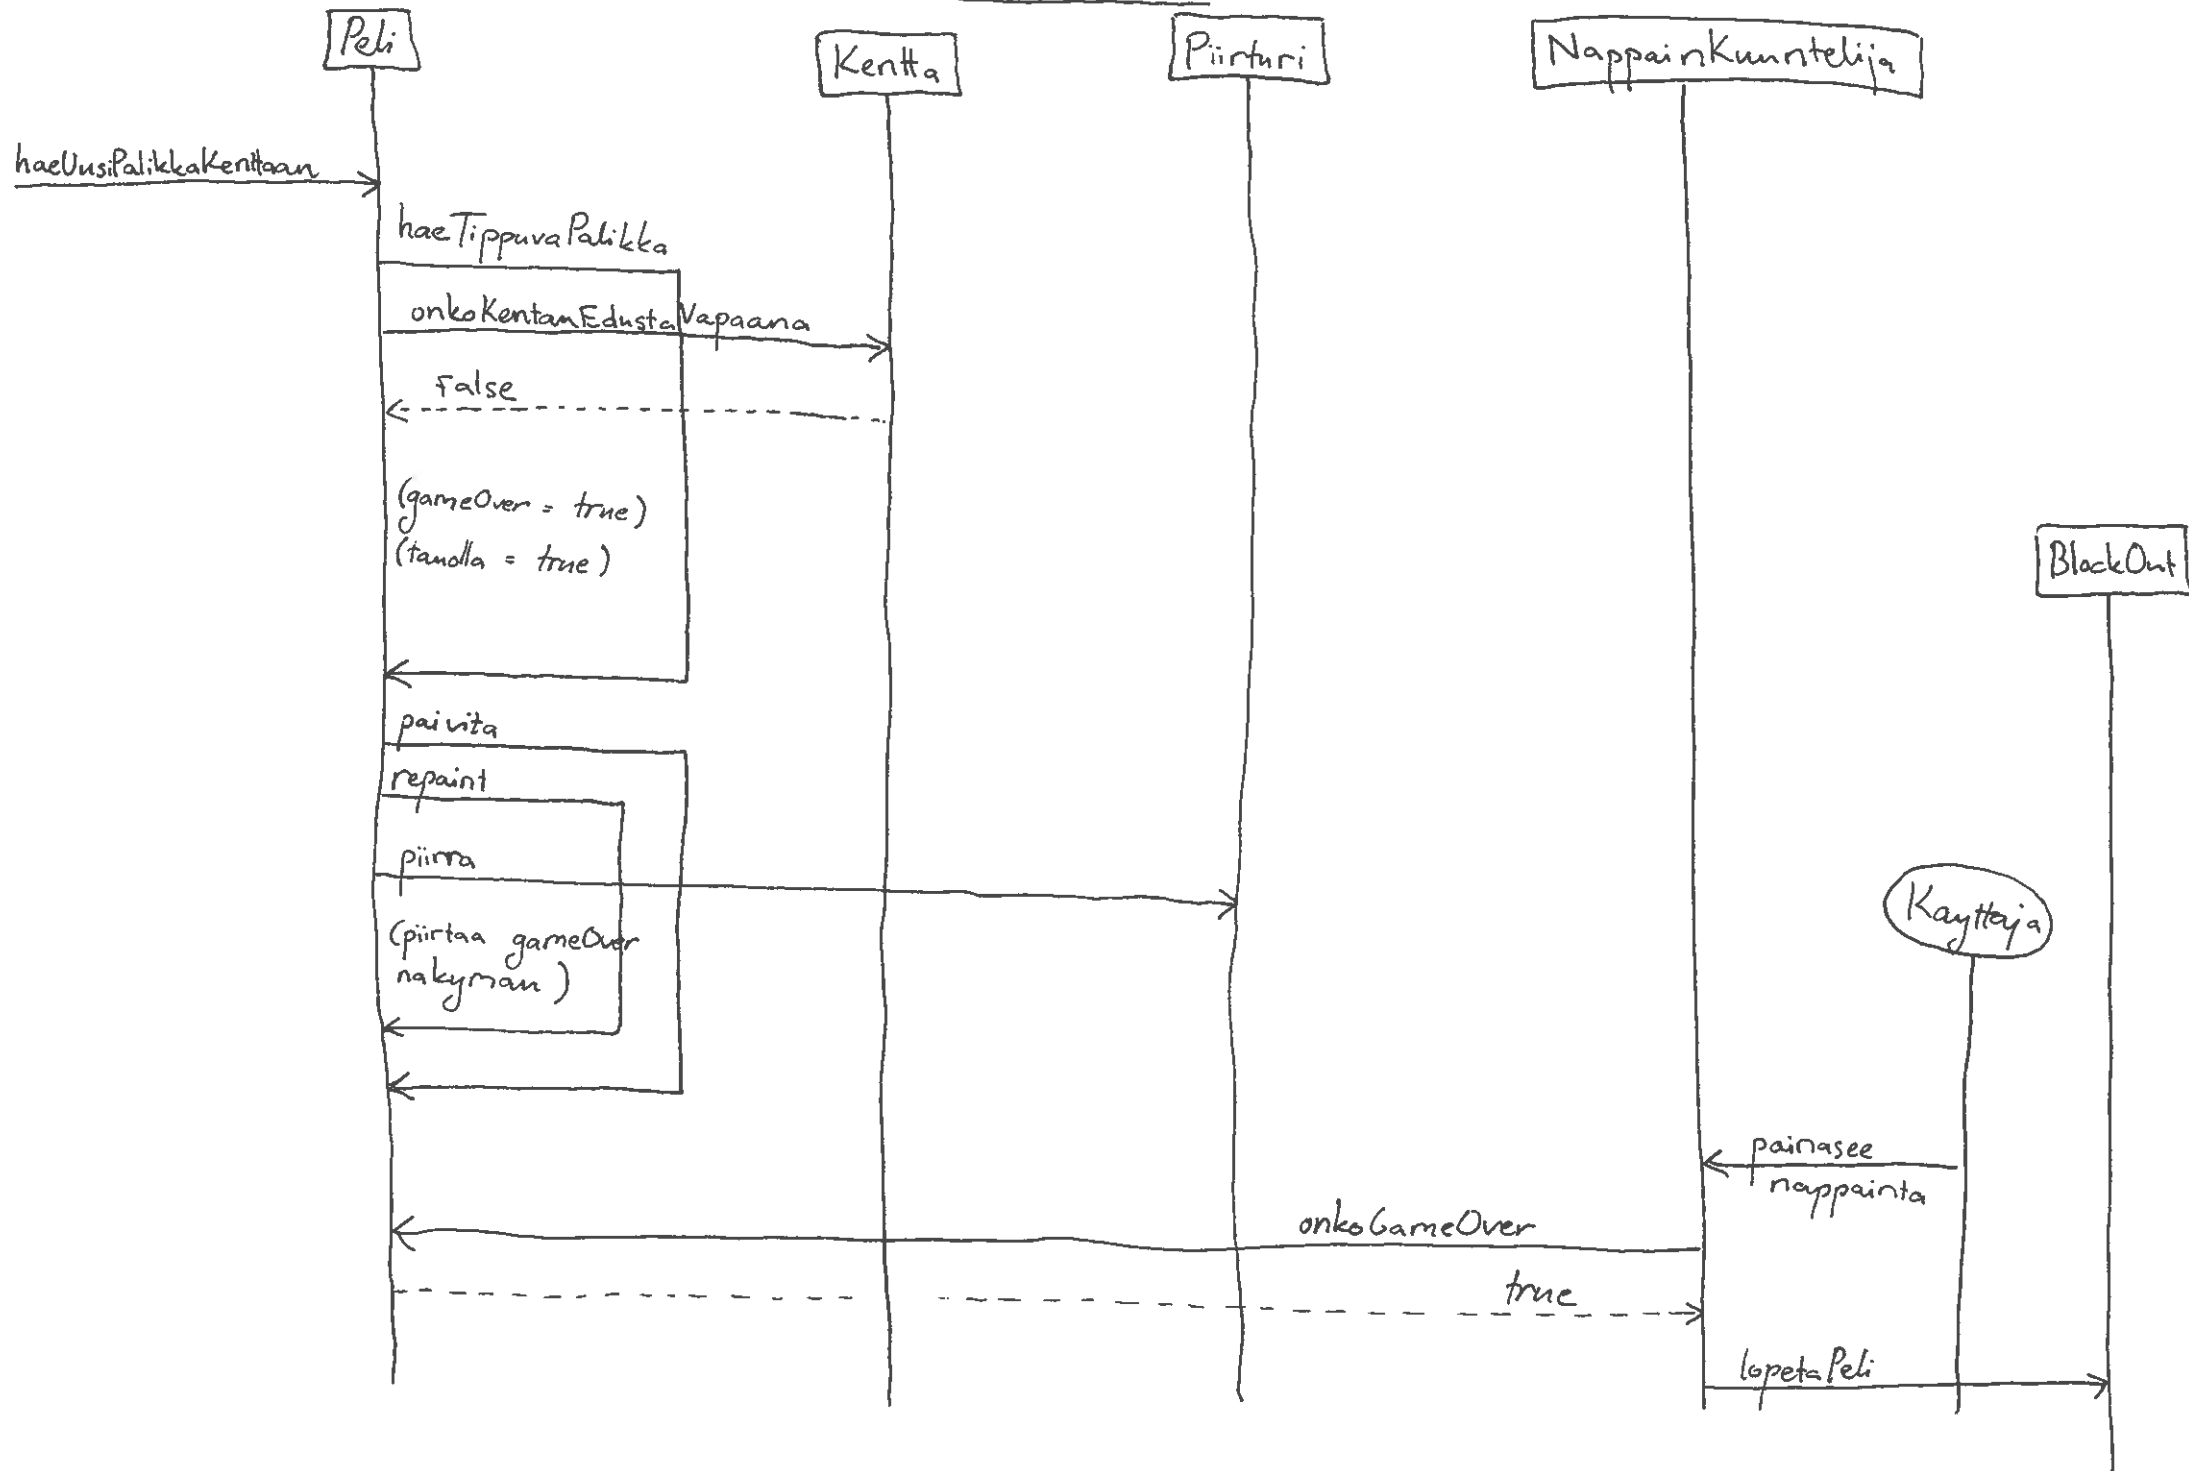 Peli
Kentta
Piirturi
NappainKuuntelija
haeUusiPalikkaKenttaan
haeTippuvaPalikka
onkoKentanEdustaVapaana
False
(gameOver = true)
(tauolla = true)
BlockOut
paivita
repaint
piirra
Kayttaja
(piirtaa gameOver
nakyman)
painasee
nappainta
onkoGameOver
true
lopetaPeli